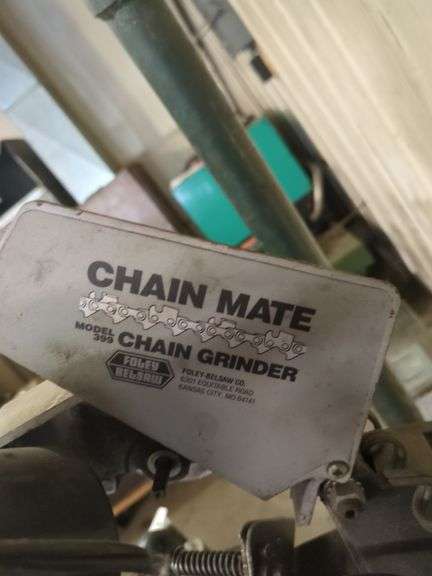 CHAIN MATE
MODEL 399 CHAIN GRINDER
FOLEY BELSAW
FOLEY-BELSAW CO.
6301 EQUITABLE ROAD
KANSAS CITY, MO 64141